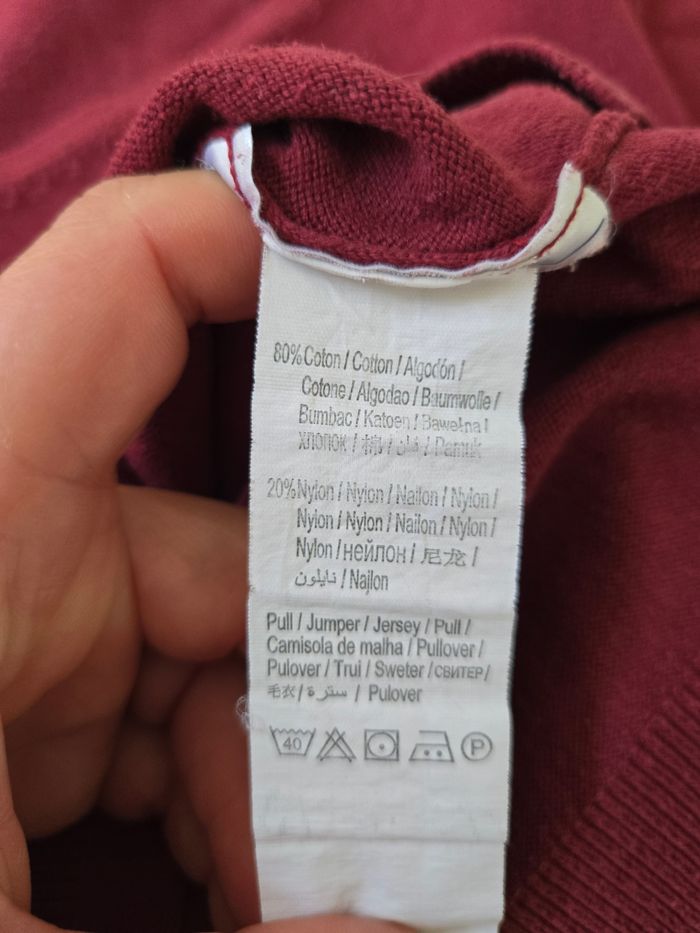 80% Coton / Cotton / Algodón /
Cotone / Algodao / Baumwolle /
Bumbac / Katoen / Bawełna /
хлопок / 棉 / قطن / Pamuk
20% Nylon / Nylon / Nailon / Nylon /
Nylon / Nylon / Nailon / Nylon /
Nylon / нейлон / 尼龙 /
نايلون / Najlon
Pull / Jumper / Jersey / Pull /
Camisola de malha / Pullover /
Pulover / Trui / Sweter / свитер /
毛衣 / سترة / Pulover
40 P